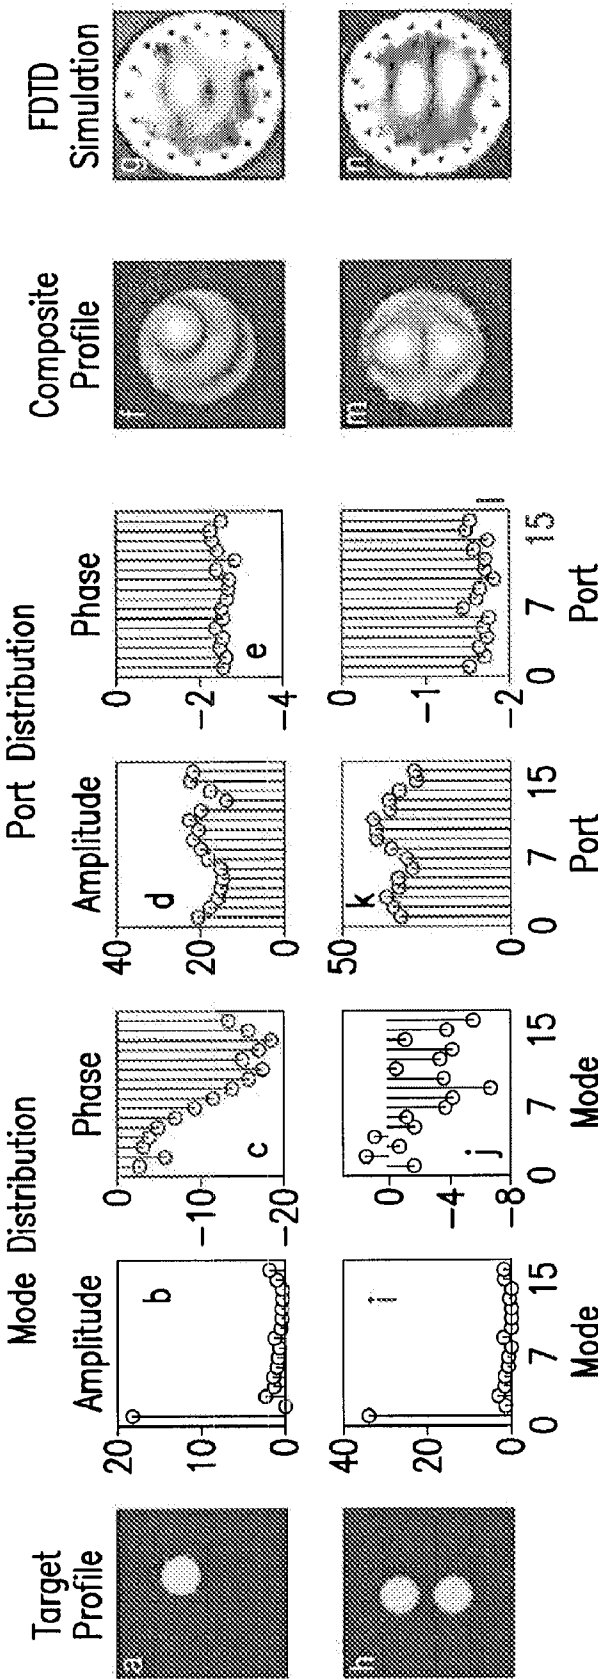 Mode Distribution
Port Distribution
Target Profile
Amplitude
Phase
Amplitude
Phase
Composite Profile
FDTD Simulation
a
20
10
0
b
0
-10
-20
c
40
20
0
d
0
-2
-4
e
f
g
h
40
20
0
i
0
-4
-8
j
50
0
k
0
-1
-2
l
m
n
0 7 15
0 7 15
0 7 15
0 7 15
Mode
Mode
Port
Port